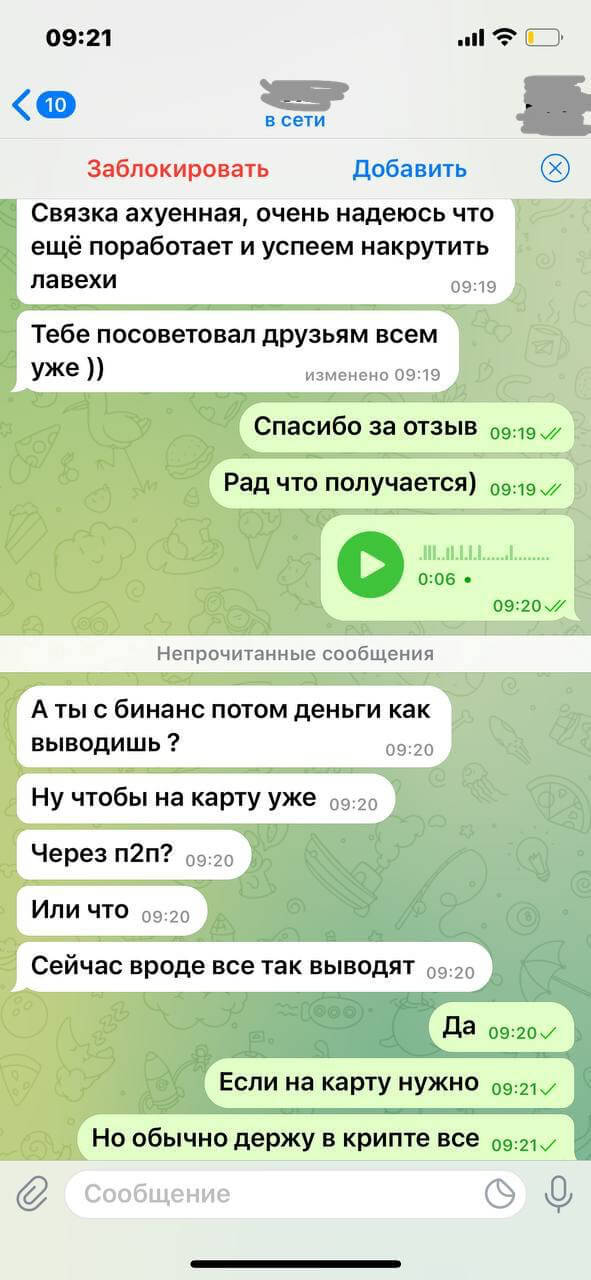 09:21
10
в сети
Заблокировать
Добавить
Связка ахуенная, очень надеюсь что
ещё поработает и успеем накрутить
лавехи
09:19
Тебе посоветовал друзьям всем
уже ))
изменено 09:19
Спасибо за отзыв 09:19
Рад что получается) 09:19
0:06
09:20
Непрочитанные сообщения
А ты с бинанс потом деньги как
выводишь ?
09:20
Ну чтобы на карту уже 09:20
Через п2п? 09:20
Или что 09:20
Сейчас вроде все так выводят 09:20
Да 09:20
Если на карту нужно 09:21
Но обычно держу в крипте все 09:21
Сообщение